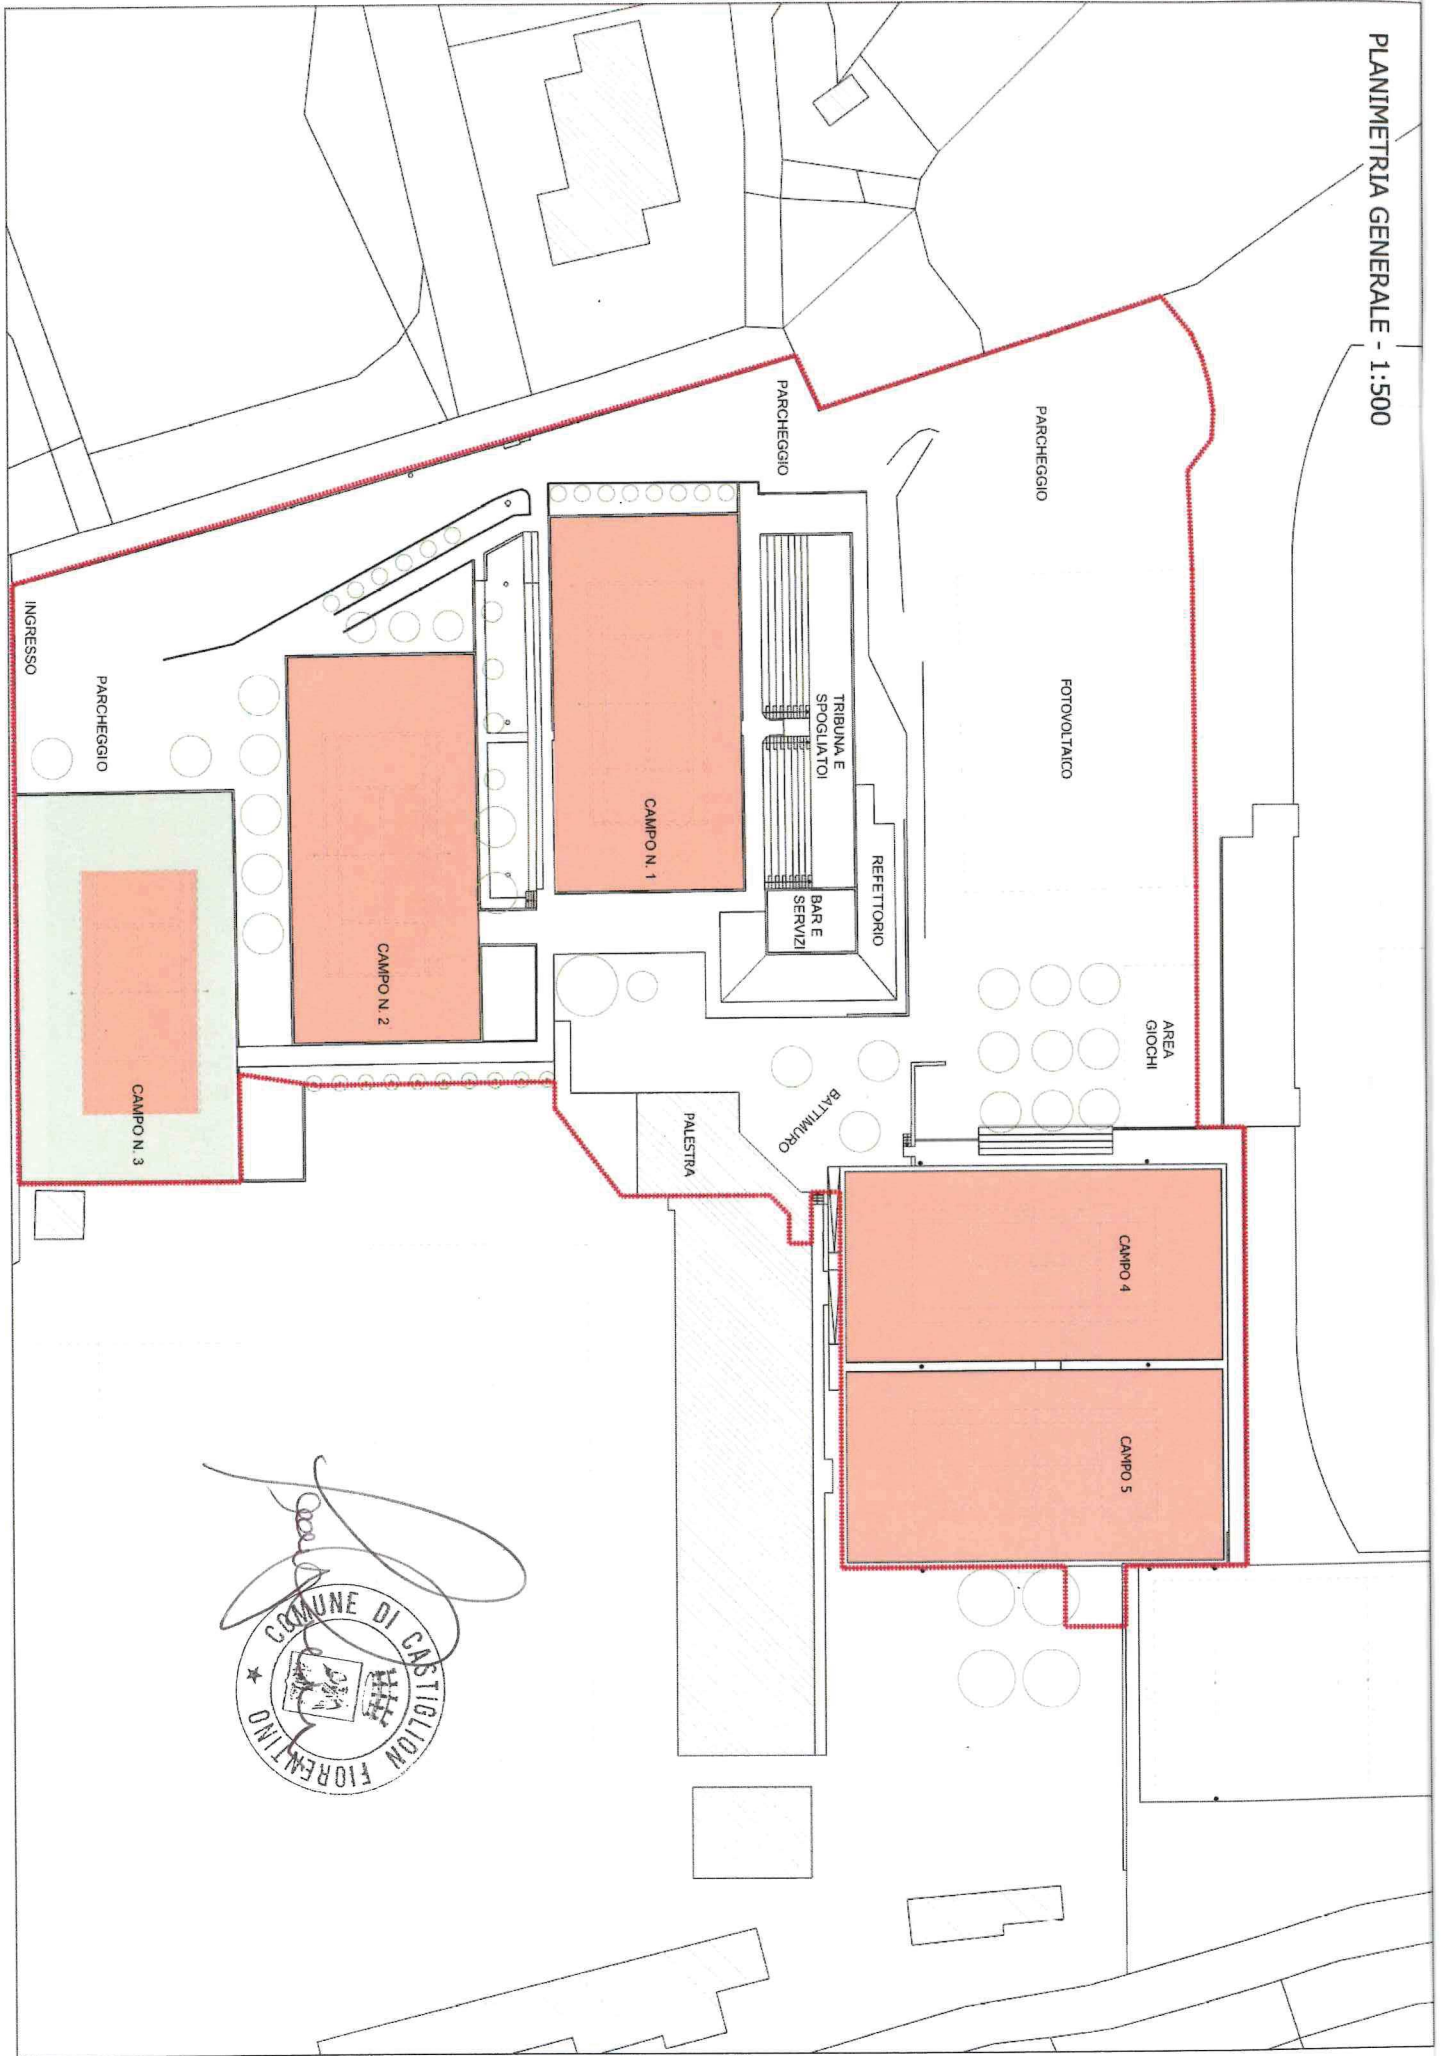 PLANIMETRIA GENERALE - 1:500
PARCHEGGIO
FOTOVOLTAICO
AREA
GIOCHI
PARCHEGGIO
TRIBUNA E
SPOGLIATOI
REFETTORIO
BAR E
SERVIZI
BATTIMURO
PALESTRA
CAMPO 4
CAMPO 5
CAMPO N. 1
CAMPO N. 2
CAMPO N. 3
PARCHEGGIO
INGRESSO
COMUNE DI CASTIGLION FIORENTINO ★